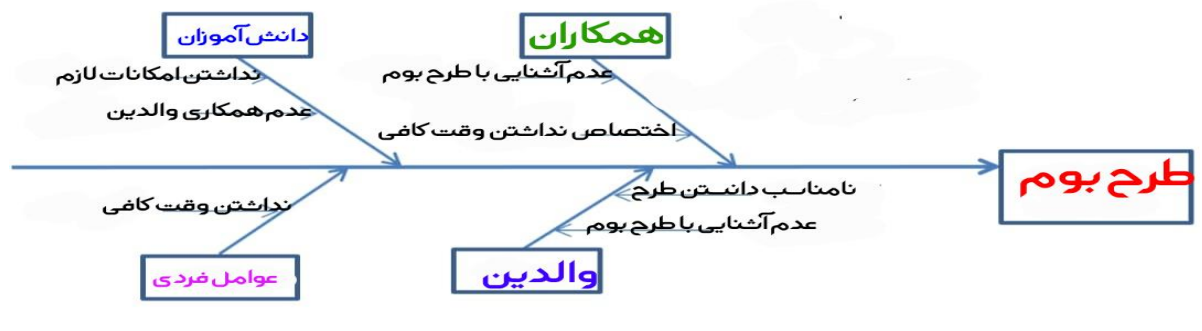 همکاران
دانش‌آموزان
عدم آشنایی با طرح بوم
نداشتن امکانات لازم
عدم همکاری والدین
اختصاص نداشتن وقت کافی
طرح بوم
نامناسب دانستن طرح
نداشتن وقت کافی
عدم آشنایی با طرح بوم
والدین
عوامل فردی